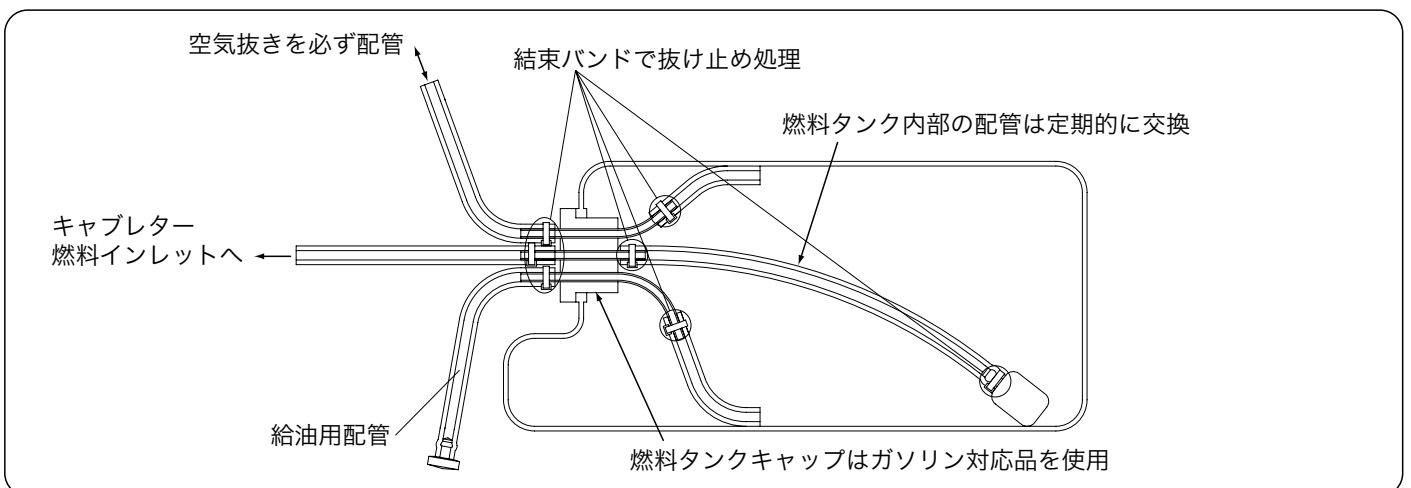 空気抜きを必ず配管
結束バンドで抜け止め処理
燃料タンク内部の配管は定期的に交換
キャブレター
燃料インレットへ
給油用配管
燃料タンクキャップはガソリン対応品を使用